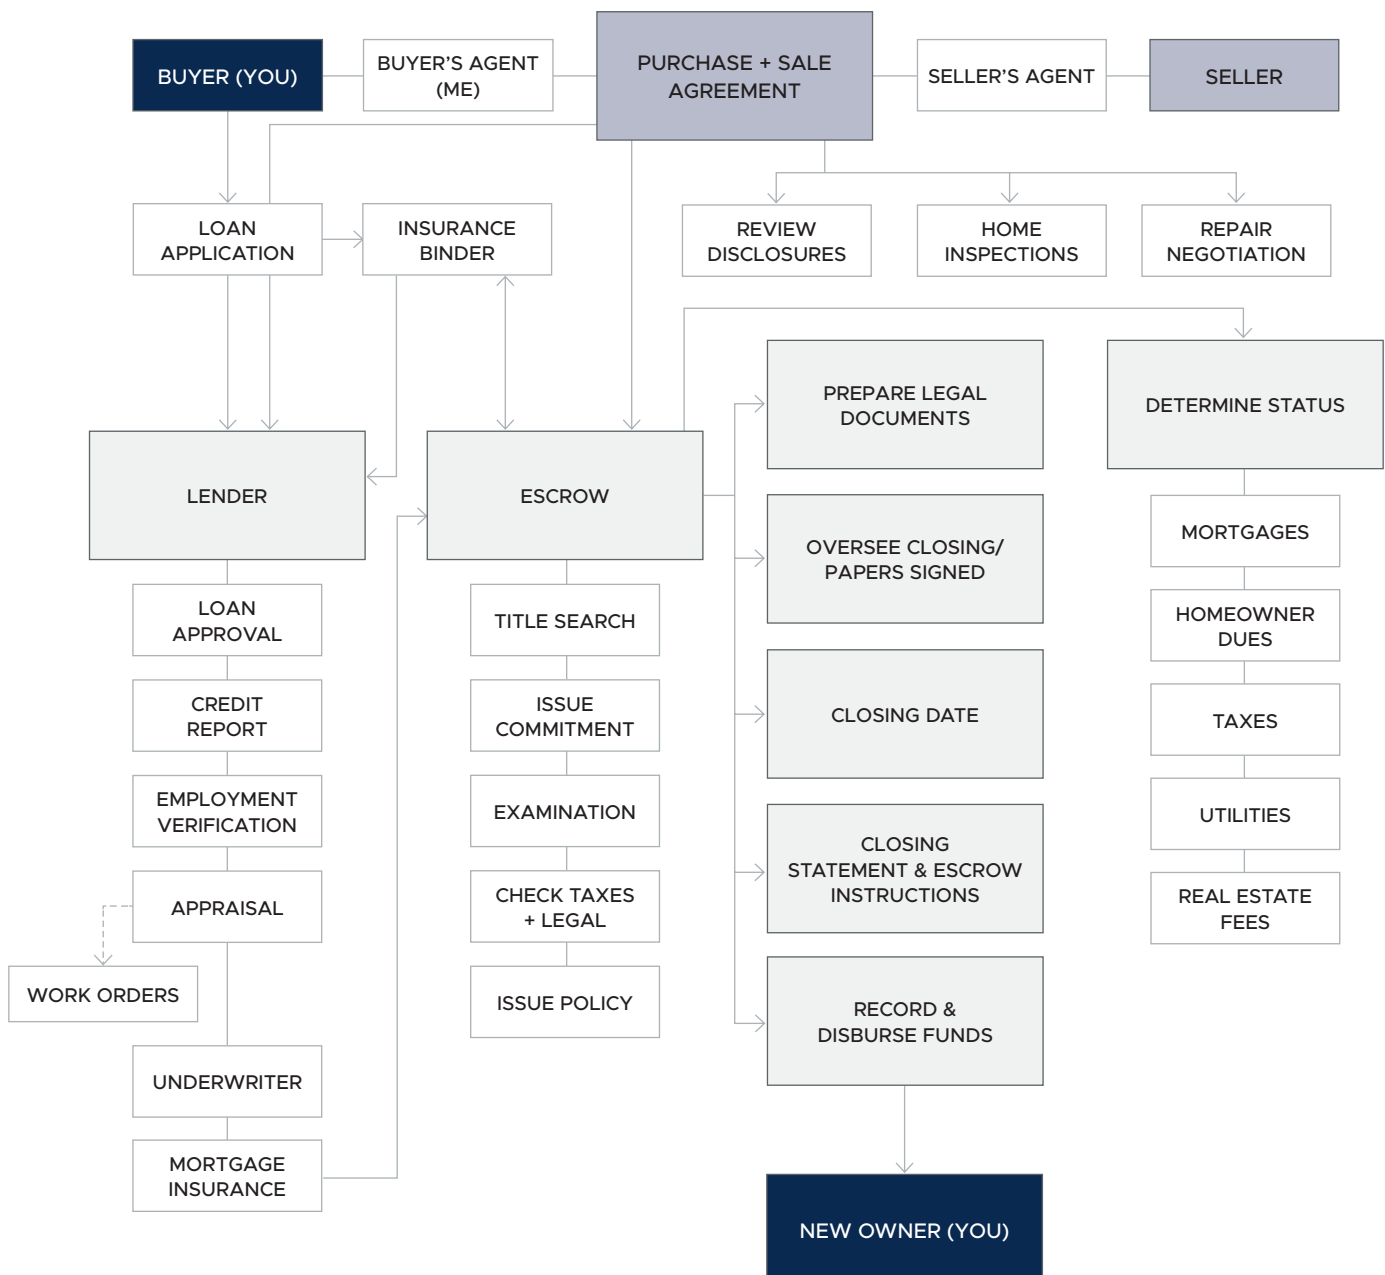 BUYER (YOU)
BUYER'S AGENT
(ME)
PURCHASE + SALE
AGREEMENT
SELLER'S AGENT
SELLER
LOAN
APPLICATION
INSURANCE
BINDER
REVIEW
DISCLOSURES
HOME
INSPECTIONS
REPAIR
NEGOTIATION
LENDER
ESCROW
PREPARE LEGAL
DOCUMENTS
DETERMINE STATUS
OVERSEE CLOSING/
PAPERS SIGNED
CLOSING DATE
CLOSING
STATEMENT & ESCROW
INSTRUCTIONS
RECORD &
DISBURSE FUNDS
MORTGAGES
HOMEOWNER
DUES
TAXES
UTILITIES
REAL ESTATE
FEES
LOAN
APPROVAL
CREDIT
REPORT
EMPLOYMENT
VERIFICATION
APPRAISAL
WORK ORDERS
UNDERWRITER
MORTGAGE
INSURANCE
TITLE SEARCH
ISSUE
COMMITMENT
EXAMINATION
CHECK TAXES
+ LEGAL
ISSUE POLICY
NEW OWNER (YOU)